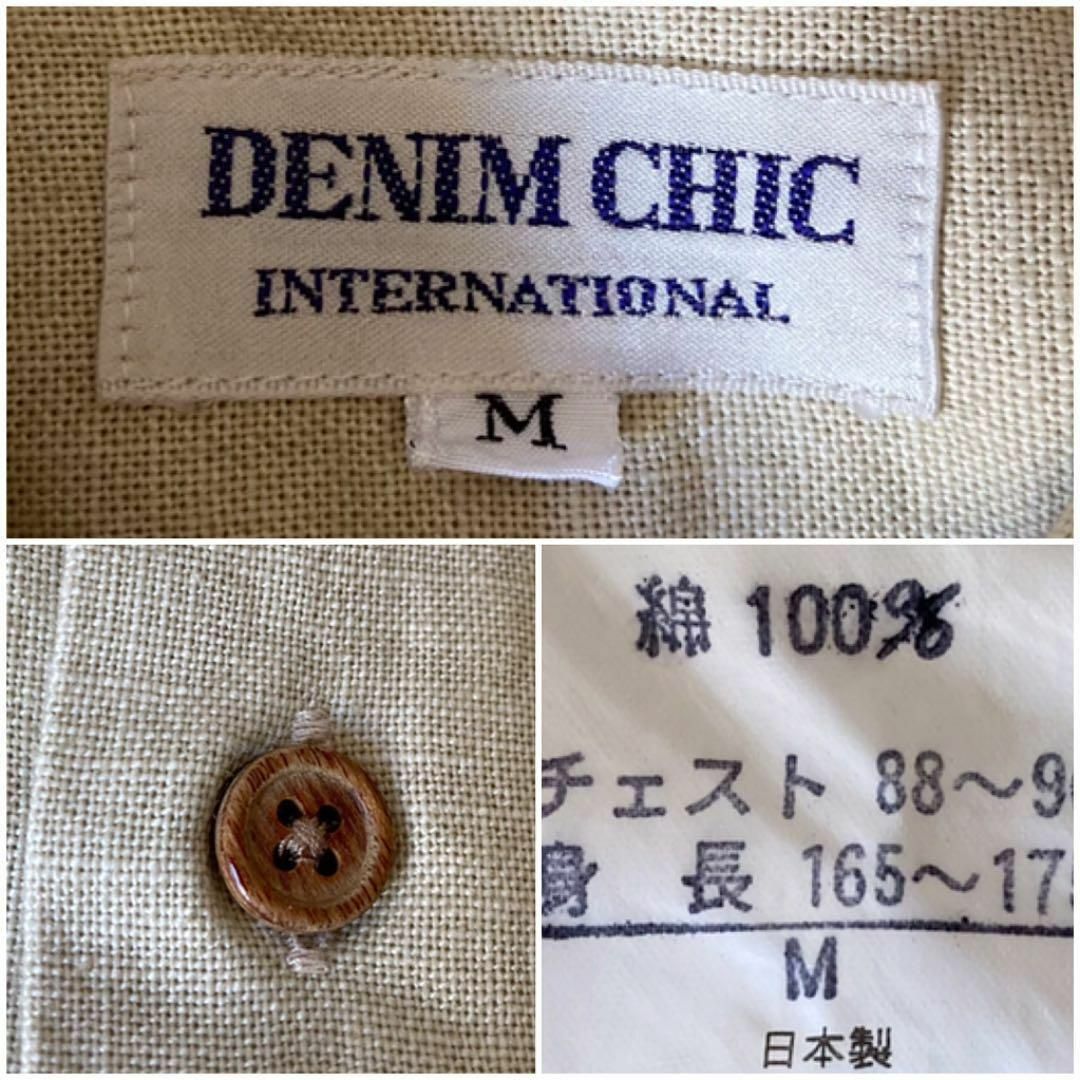 DENIM CHIC
INTERNATIONAL
M
綿 100%
チェスト 88～9
身 長 165～17
M
日本製